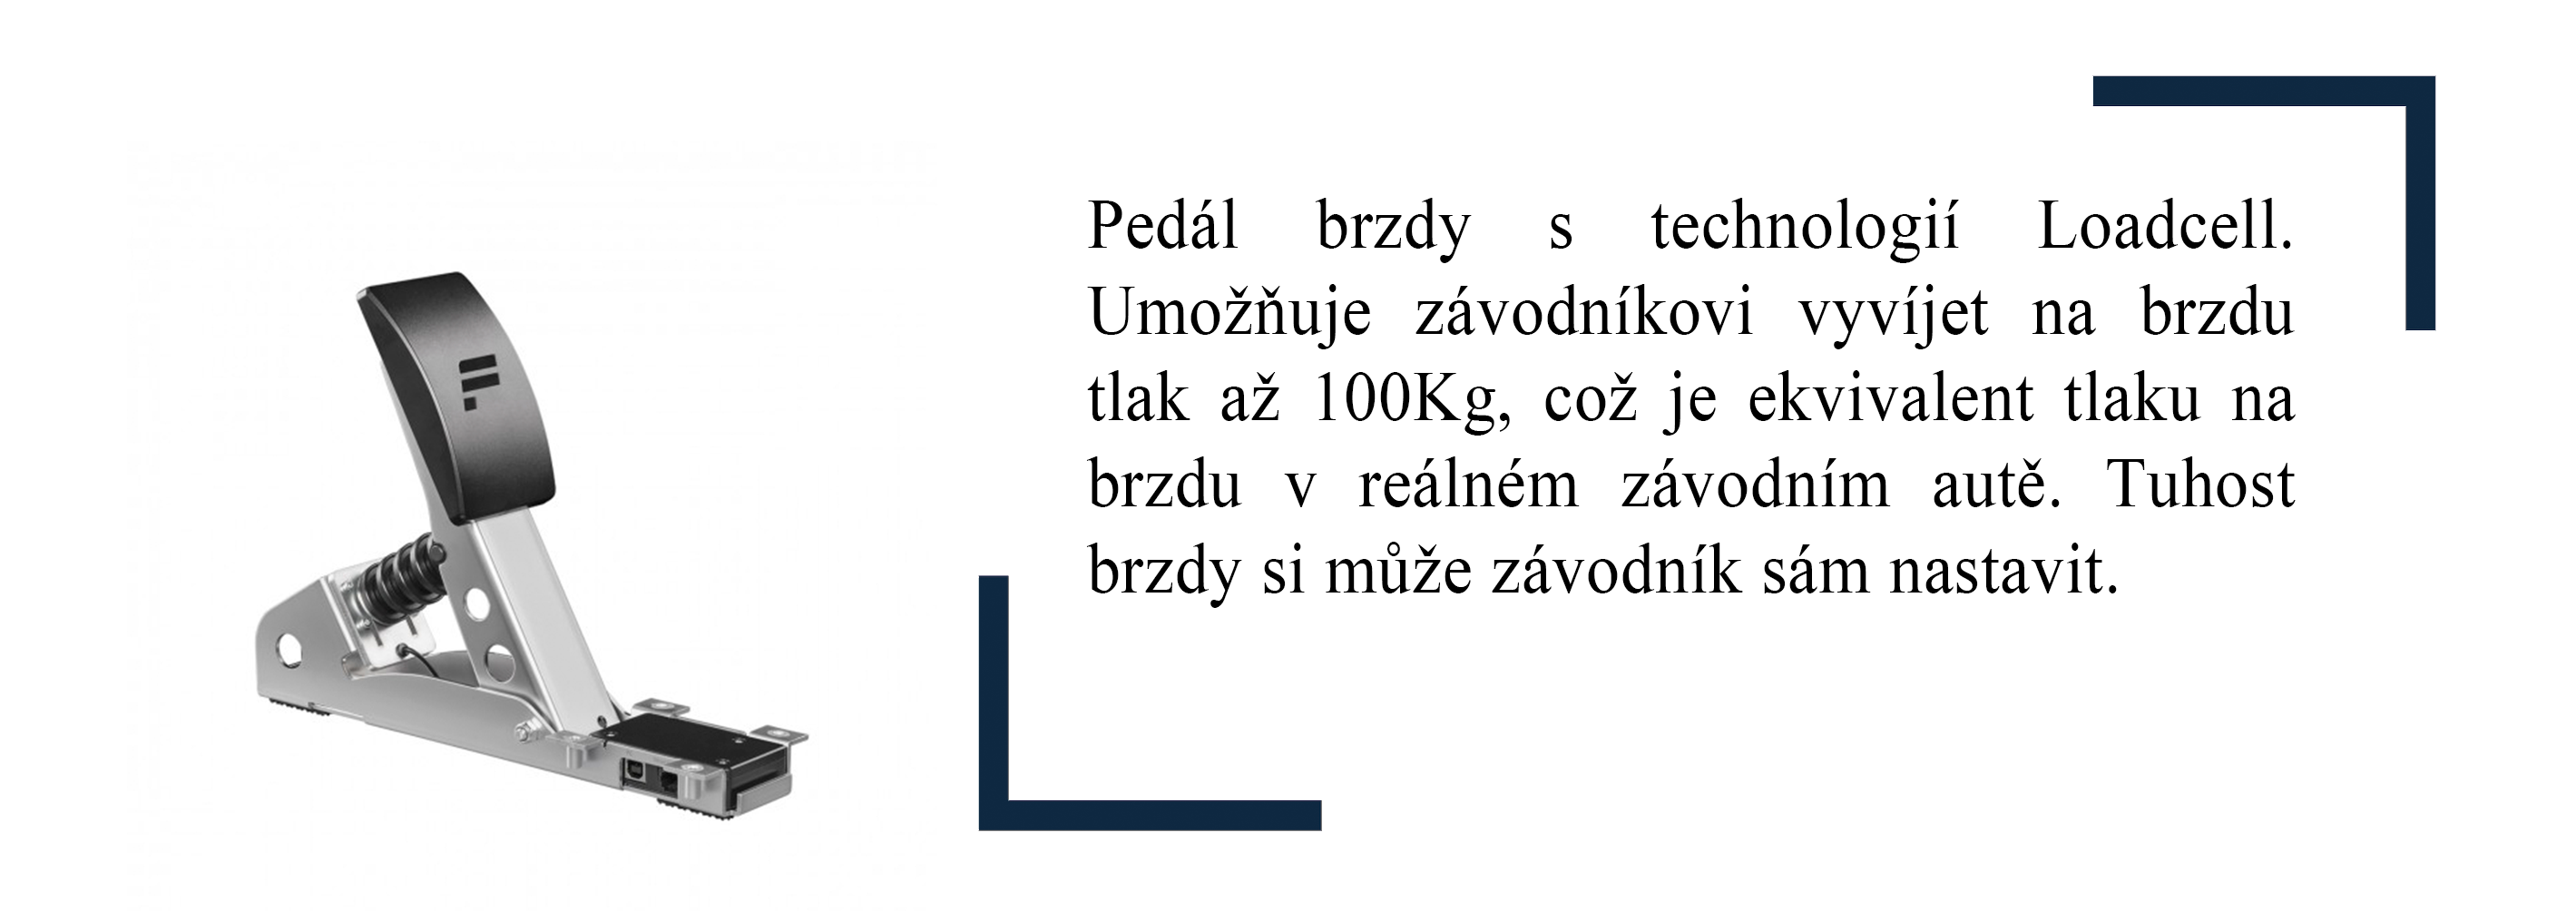 Pedál brzdy s technologií Loadcell.
Umožňuje závodníkovi vyvíjet na brzdu
tlak až 100Kg, což je ekvivalent tlaku na
brzdu v reálném závodním autě. Tuhost
brzdy si může závodník sám nastavit.